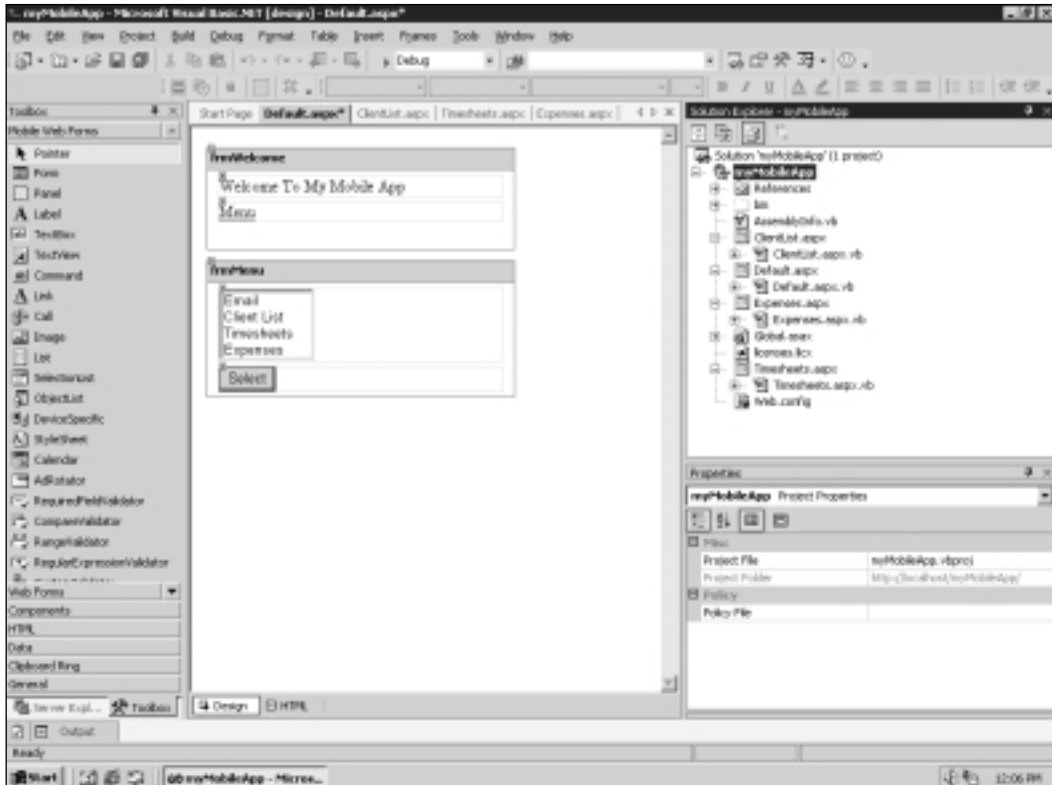 myMobileApp - Microsoft Visual Basic.NET [design] - Default.aspx*
File Edit View Project Build Debug Format Table Insert Frames Tools Window Help
Debug
Toolbox
Mobile Web Forms
Pointer
Form
Panel
Label
TextBox
TextView
Command
Link
Call
Image
List
SelectionList
ObjectList
DeviceSpecific
StyleSheet
Calendar
AdRotator
RequiredFieldValidator
CompareValidator
RangeValidator
RegularExpressionValidator
Web Forms
Components
HTML
Data
Clipboard Ring
General
Server Expl... Toolbox
Start Page Default.aspx* ClientList.aspx Timesheets.aspx Expenses.aspx
frmWelcome
Welcome To My Mobile App
Menu
frmMenu
Email
Client List
Timesheets
Expenses
Select
Design HTML
Solution Explorer - myMobileApp
Solution 'myMobileApp' (1 project)
myMobileApp
References
bin
AssemblyInfo.vb
ClientList.aspx
ClientList.aspx.vb
Default.aspx
Default.aspx.vb
Expenses.aspx
Expenses.aspx.vb
Global.asax
licenses.licx
Timesheets.aspx
Timesheets.aspx.vb
Web.config
Properties
myMobileApp Project Properties
Misc
Project File myMobileApp.vbproj
Project Folder http://localhost/myMobileApp/
Policy
Policy File
Output
Ready
Start myMobileApp - Micros... 12:06 PM